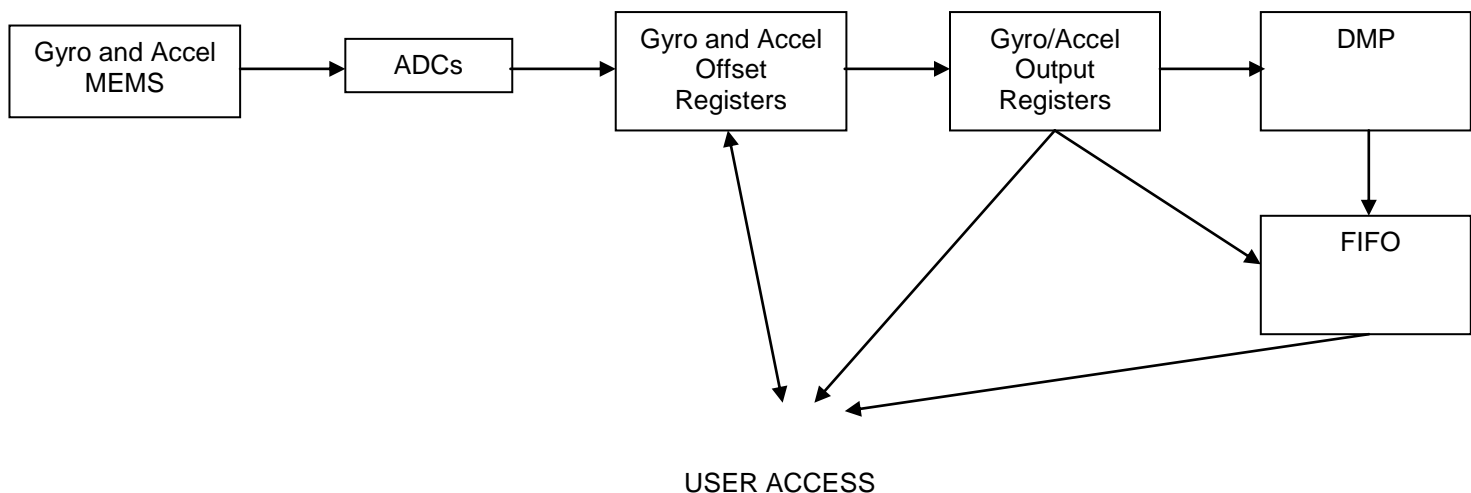 Gyro and Accel
MEMS
ADCs
Gyro and Accel
Offset
Registers
Gyro/Accel
Output
Registers
DMP
FIFO
USER ACCESS